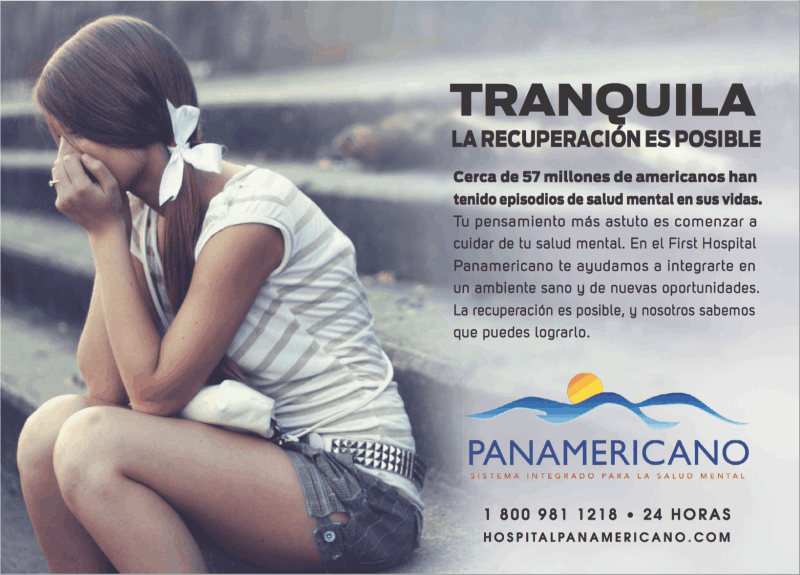 TRANQUILA
LA RECUPERACIÓN ES POSIBLE
Cerca de 57 millones de americanos han
tenido episodios de salud mental en sus vidas.
Tu pensamiento más astuto es comenzar a
cuidar de tu salud mental. En el First Hospital
Panamericano te ayudamos a integrarte en
un ambiente sano y de nuevas oportunidades.
La recuperación es posible, y nosotros sabemos
que puedes lograrlo.
PANAMERICANO
SISTEMA INTEGRADO PARA LA SALUD MENTAL
1 800 981 1218 • 24 HORAS
HOSPITALPANAMERICANO.COM